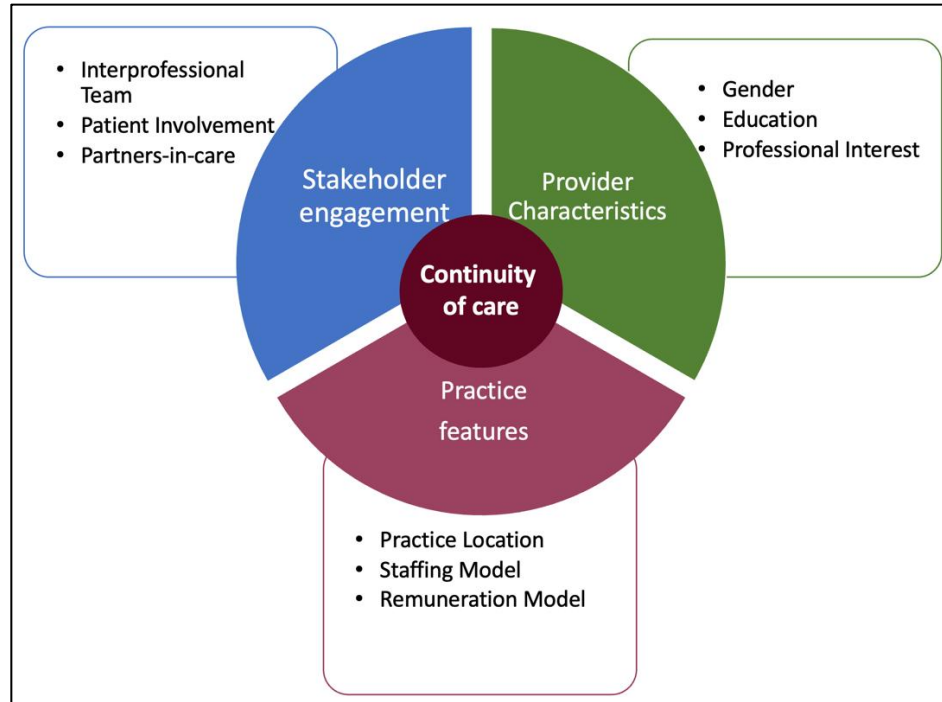 • Interprofessional
Team
• Patient Involvement
• Partners-in-care
Stakeholder
engagement
• Gender
• Education
• Professional Interest
Provider
Characteristics
Continuity
of care
Practice
features
• Practice Location
• Staffing Model
• Remuneration Model